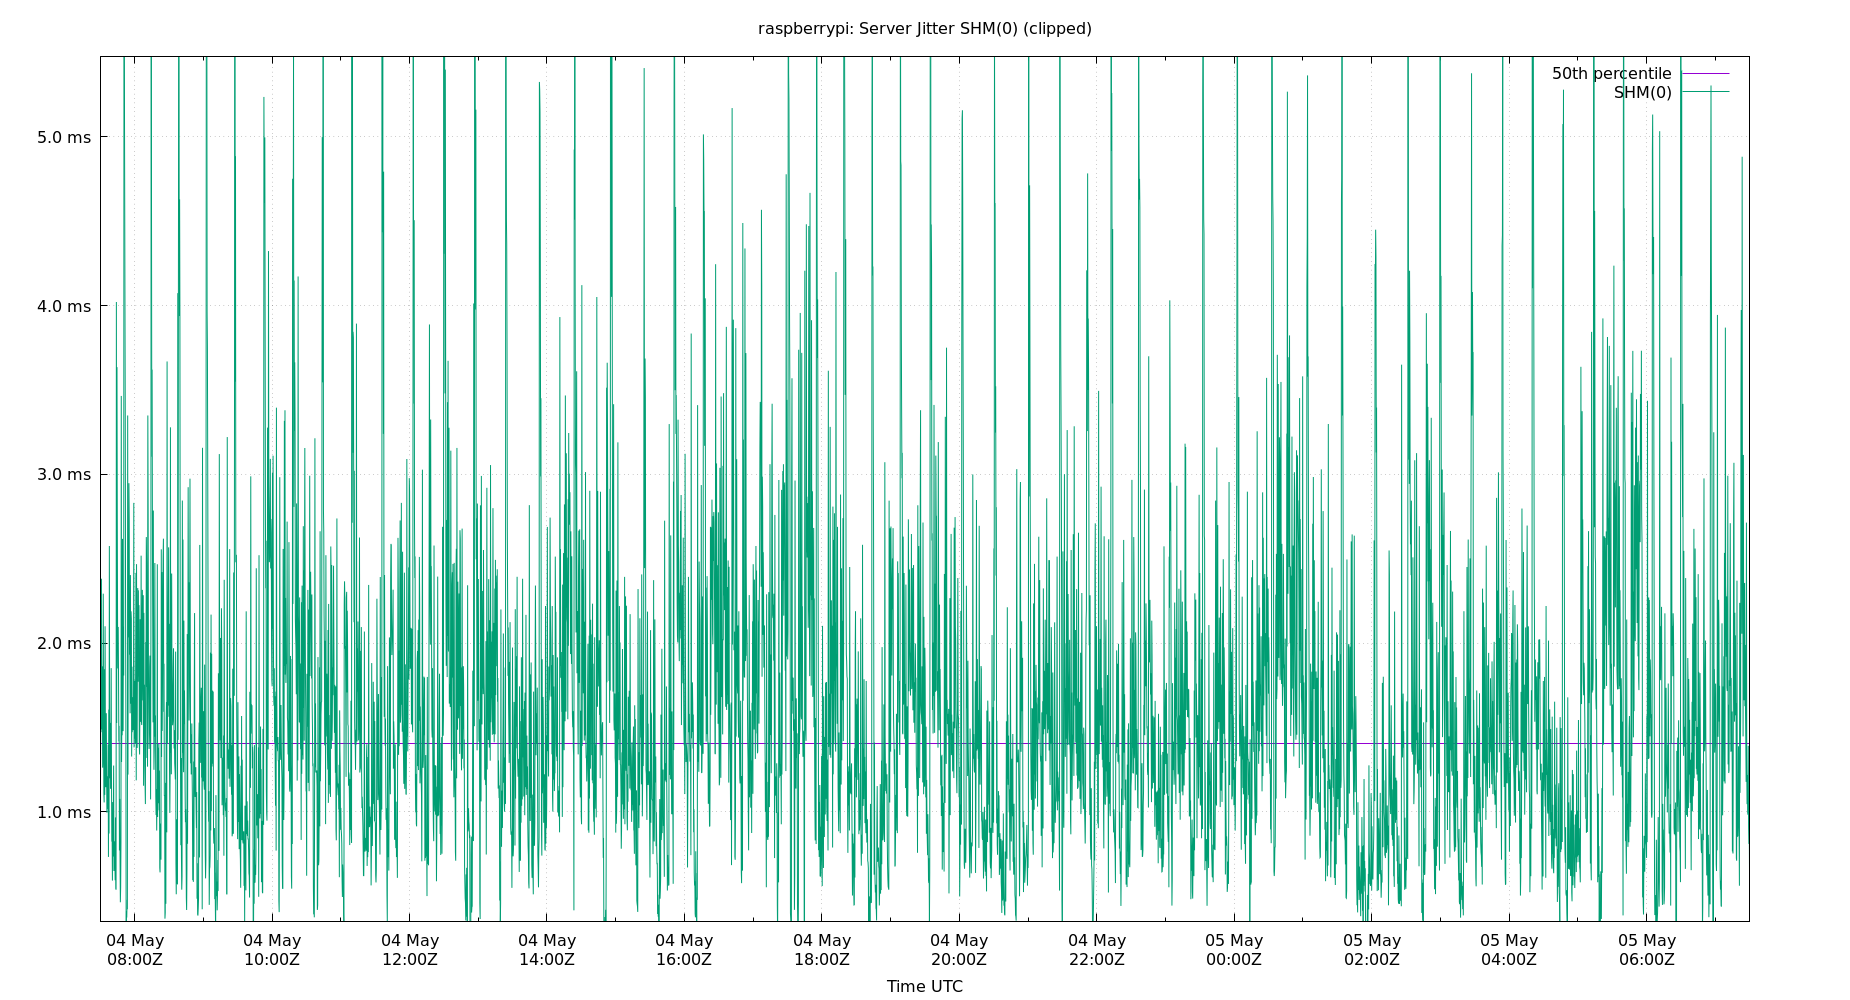 raspberrypi: Server Jitter SHM(0) (clipped)
50th percentile
SHM(0)
5.0 ms
4.0 ms
3.0 ms
2.0 ms
1.0 ms
04 May 04 May 04 May 04 May 04 May 04 May 04 May 04 May 05 May 05 May 05 May 05 May
08:00Z 10:00Z 12:00Z 14:00Z 16:00Z 18:00Z 20:00Z 22:00Z 00:00Z 02:00Z 04:00Z 06:00Z
Time UTC